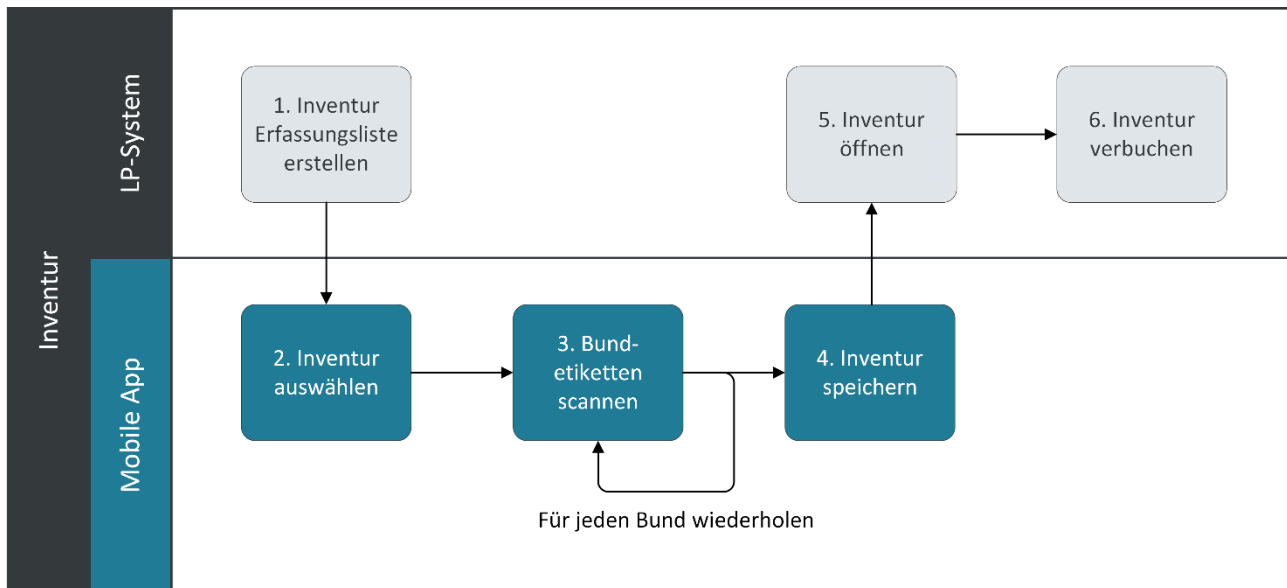 Inventur
LP-System
1. Inventur
Erfassungsliste
erstellen
5. Inventur
öffnen
6. Inventur
verbuchen
Mobile App
2. Inventur
auswählen
3. Bund-
etiketten
scannen
4. Inventur
speichern
Für jeden Bund wiederholen